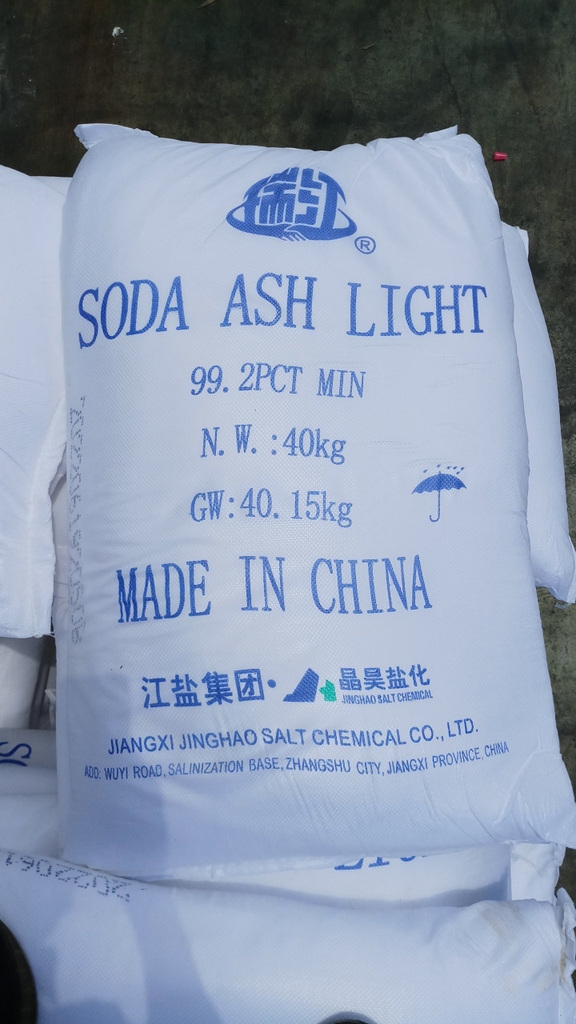 瑞江
®
SODA ASH LIGHT
99.2PCT MIN
N.W.:40kg
GW:40.15kg
MADE IN CHINA
江盐集团· 晶昊盐化
JINGHAO SALT CHEMICAL
JIANGXI JINGHAO SALT CHEMICAL CO., LTD.
ADD: WUYI ROAD, SALINIZATION BASE, ZHANGSHU CITY, JIANGXI PROVINCE, CHINA